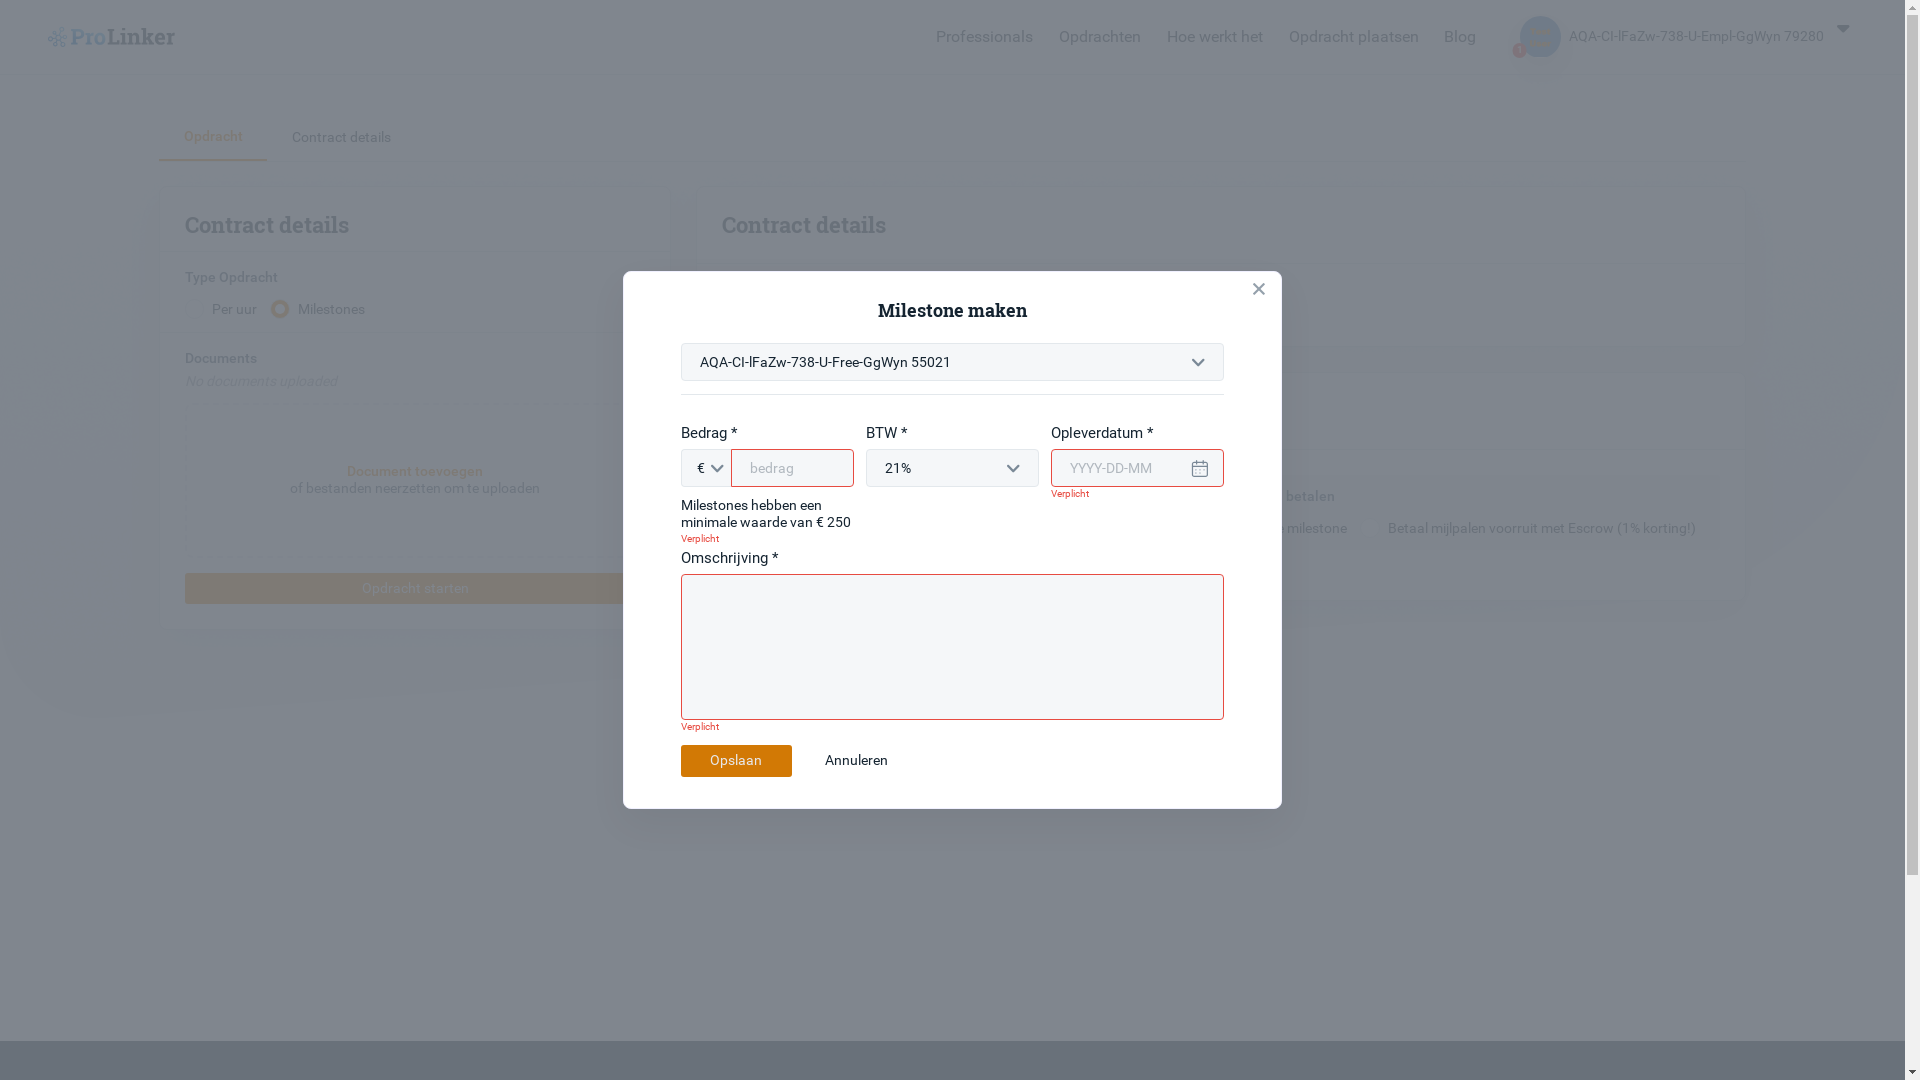 ProLinker
Professionals Opdrachten Hoe werkt het Opdracht plaatsen Blog AQA-CI-lFaZw-738-U-Empl-GgWyn 79280
Opdracht Contract details
Contract details Contract details
Type Opdracht
Per uur Milestones
Documents
No documents uploaded
Document toevoegen
of bestanden neerzetten om te uploaden
Opdracht starten
betalen
milestone Betaal mijlpalen voorruit met Escrow (1% korting!)
Milestone maken
AQA-CI-lFaZw-738-U-Free-GgWyn 55021
Bedrag * BTW * Opleverdatum *
€ bedrag 21% YYYY-DD-MM
Verplicht
Milestones hebben een
minimale waarde van € 250
Verplicht
Omschrijving *
Verplicht
Opslaan Annuleren